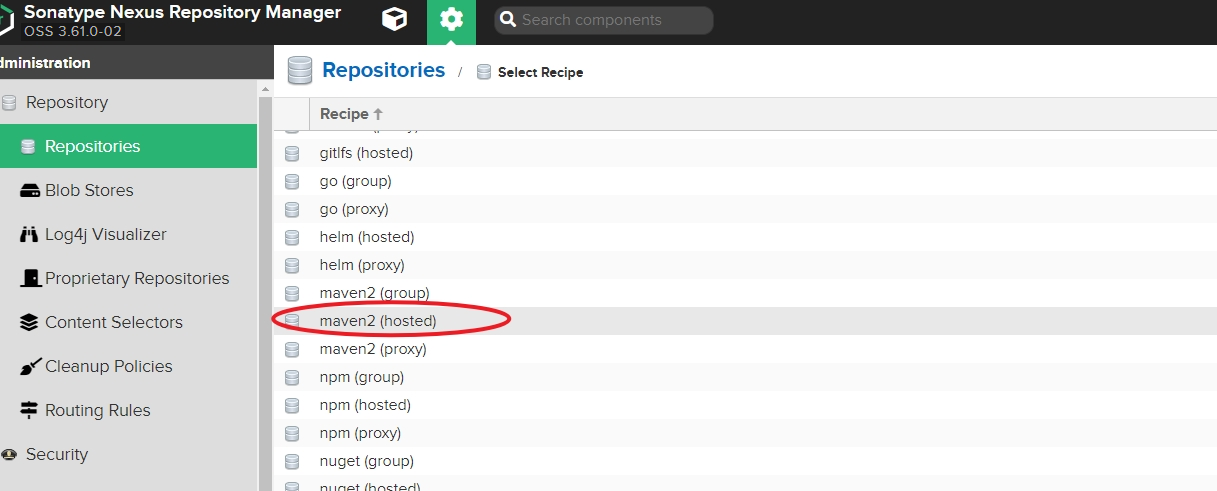 Sonatype Nexus Repository Manager
OSS 3.61.0-02
Search components
dministration
Repositories / Select Recipe
Repository
Repositories
Blob Stores
Log4j Visualizer
Proprietary Repositories
Content Selectors
Cleanup Policies
Routing Rules
Security
Recipe
gitlfs (hosted)
go (group)
go (proxy)
helm (hosted)
helm (proxy)
maven2 (group)
maven2 (hosted)
maven2 (proxy)
npm (group)
npm (hosted)
npm (proxy)
nuget (group)
nuget (hosted)